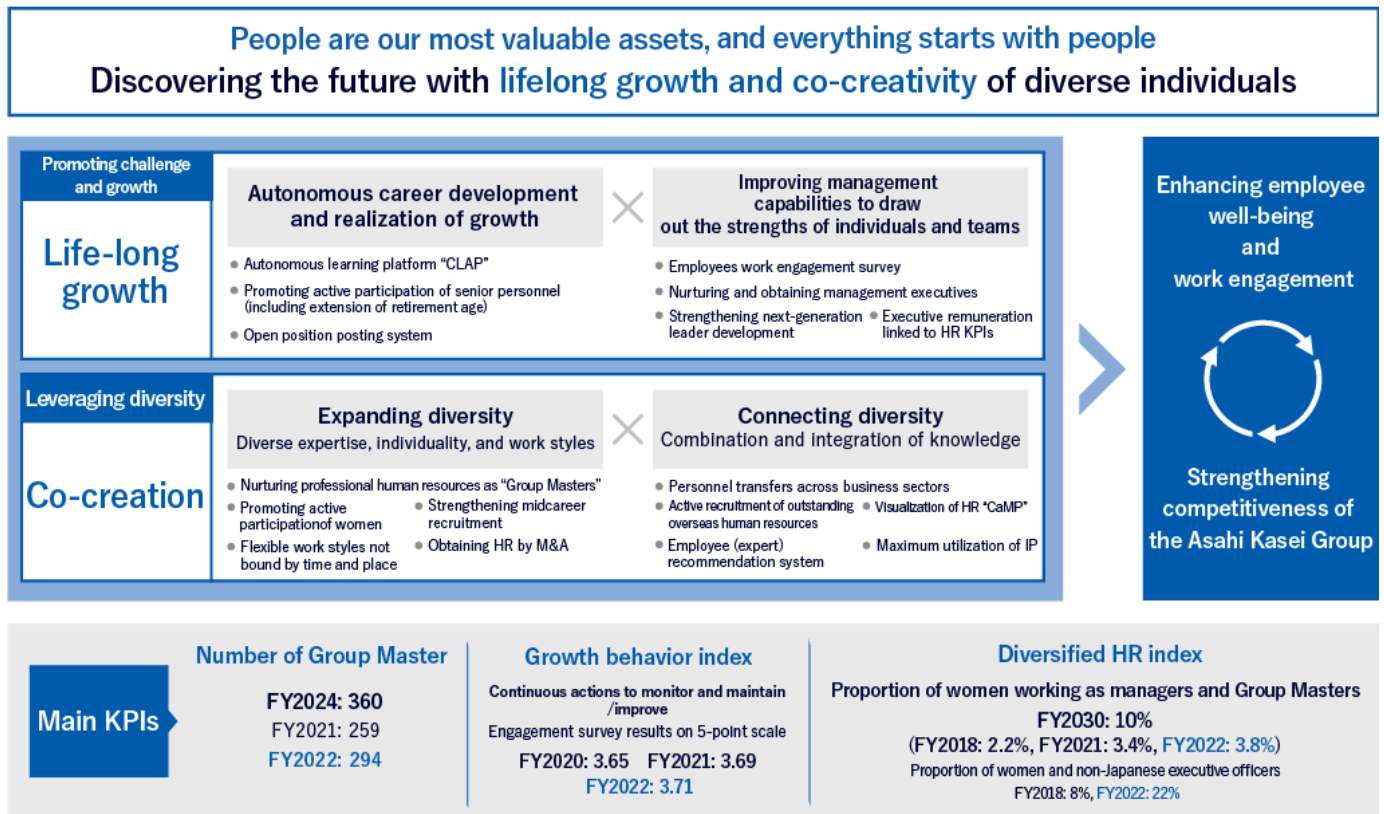 People are our most valuable assets, and everything starts with people
Discovering the future with lifelong growth and co-creativity of diverse individuals
Promoting challenge
and growth
Life-long
growth
Autonomous career development
and realization of growth
• Autonomous learning platform “CLAP”
• Promoting active participation of senior personnel
(including extension of retirement age)
• Open position posting system
Improving management
capabilities to draw
out the strengths of individuals and teams
• Employees work engagement survey
• Nurturing and obtaining management executives
• Strengthening next-generation
leader development
• Executive remuneration
linked to HR KPIs
Leveraging diversity
Co-creation
Expanding diversity
Diverse expertise, individuality, and work styles
• Nurturing professional human resources as “Group Masters”
• Promoting active
participationof women
• Strengthening midcareer
recruitment
• Flexible work styles not
bound by time and place
• Obtaining HR by M&A
Connecting diversity
Combination and integration of knowledge
• Personnel transfers across business sectors
• Active recruitment of outstanding
overseas human resources
• Visualization of HR “CaMP”
• Employee (expert)
recommendation system
• Maximum utilization of IP
Enhancing employee
well-being
and
work engagement
Strengthening
competitiveness of
the Asahi Kasei Group
Main KPIs
Number of Group Master
FY2024: 360
FY2021: 259
FY2022: 294
Growth behavior index
Continuous actions to monitor and maintain
/improve
Engagement survey results on 5-point scale
FY2020: 3.65 FY2021: 3.69
FY2022: 3.71
Diversified HR index
Proportion of women working as managers and Group Masters
FY2030: 10%
(FY2018: 2.2%, FY2021: 3.4%, FY2022: 3.8%)
Proportion of women and non-Japanese executive officers
FY2018: 8%, FY2022: 22%